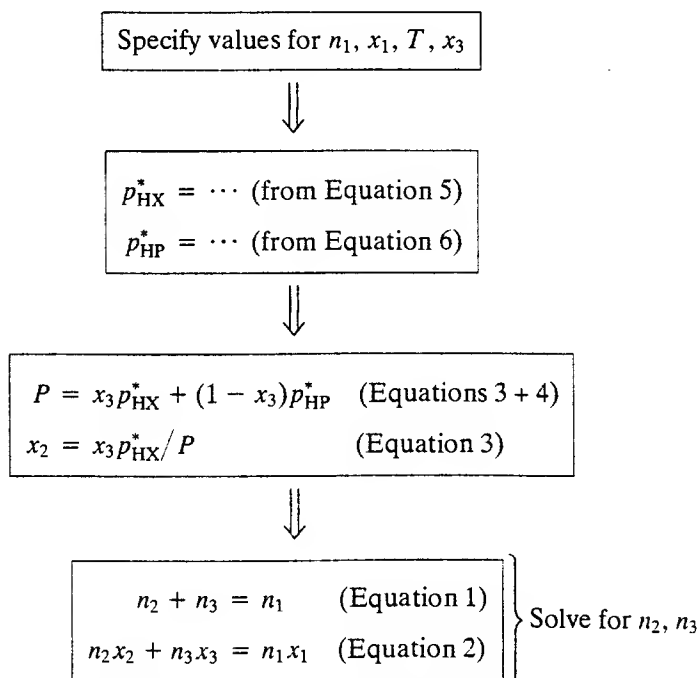 Specify values for n₁, x₁, T, x₃
⇓
p*HX = ··· (from Equation 5)
p*HP = ··· (from Equation 6)
⇓
P = x₃p*HX + (1 − x₃)p*HP (Equations 3 + 4)
x₂ = x₃p*HX/P (Equation 3)
⇓
n₂ + n₃ = n₁ (Equation 1)
n₂x₂ + n₃x₃ = n₁x₁ (Equation 2)
Solve for n₂, n₃